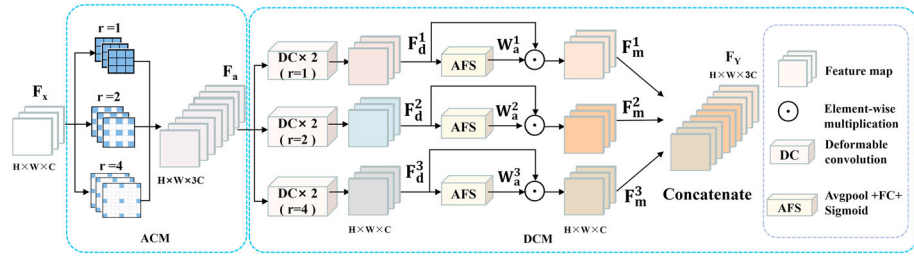 r =1
F_x
H×W×C
r =2
r =4
ACM
F_a
H×W×3C
DC× 2
( r=1 )
F_d^1
AFS
W_a^1
F_m^1
DC× 2
( r=2 )
F_d^2
AFS
W_a^2
F_m^2
DC× 2
( r=4 )
F_d^3
AFS
W_a^3
F_m^3
H×W×C
H×W×C
DCM
F_Y
H×W×3C
Concatenate
Feature map
Element-wise
multiplication
DC
Deformable
convolution
AFS
Avgpool +FC+
Sigmoid